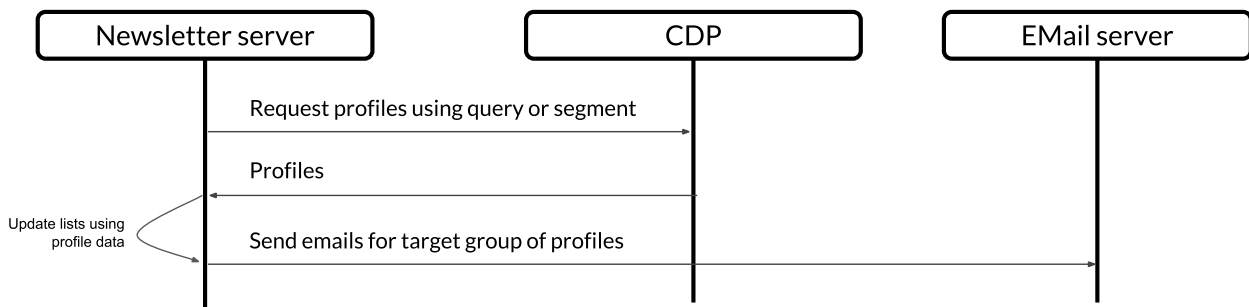 Newsletter server
CDP
EMail server
Request profiles using query or segment
Profiles
Update lists using
profile data
Send emails for target group of profiles